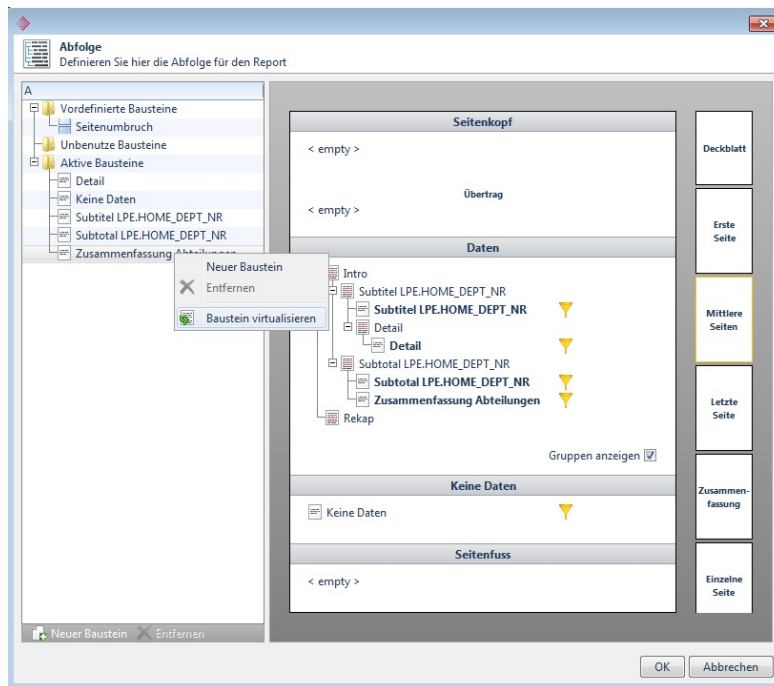 Abfolge
Definieren Sie hier die Abfolge für den Report
A
Vordefinierte Bausteine
Seitenumbruch
Unbenutze Bausteine
Aktive Bausteine
Detail
Keine Daten
Subtitel LPE.HOME_DEPT_NR
Subtotal LPE.HOME_DEPT_NR
Zusammenfassung Abteilungen
Neuer Baustein
Entfernen
Baustein virtualisieren
Seitenkopf
< empty >
Übertrag
< empty >
Daten
Intro
Subtitel LPE.HOME_DEPT_NR
Subtitel LPE.HOME_DEPT_NR
Detail
Detail
Subtotal LPE.HOME_DEPT_NR
Subtotal LPE.HOME_DEPT_NR
Zusammenfassung Abteilungen
Rekap
Gruppen anzeigen
Keine Daten
Keine Daten
Seitenfuss
< empty >
Deckblatt
Erste
Seite
Mittlere
Seiten
Letzte
Seite
Zusammen-
fassung
Einzelne
Seite
Neuer Baustein Entfernen
OK Abbrechen